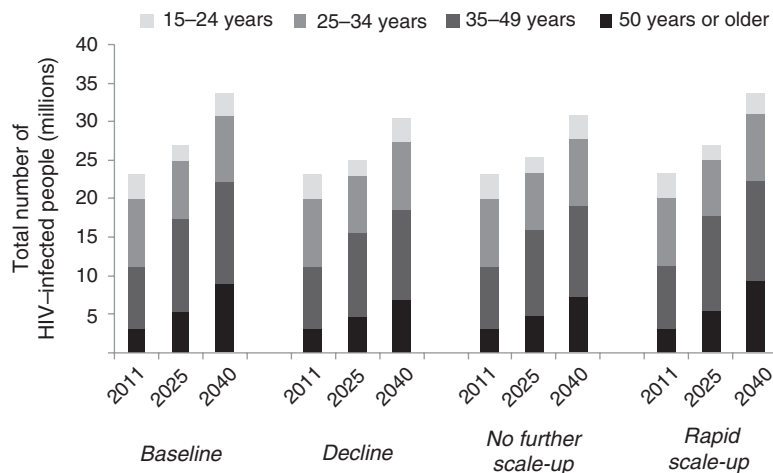 15–24 years 25–34 years 35–49 years 50 years or older
Total number of
HIV–infected people (millions)
40
35
30
25
20
15
10
5
2011 2025 2040 2011 2025 2040 2011 2025 2040 2011 2025 2040
Baseline Decline No further scale-up Rapid scale-up